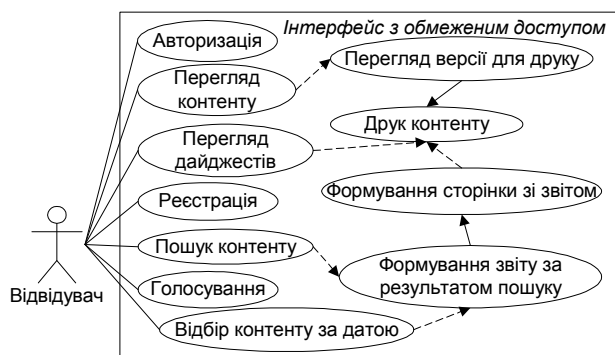 Інтерфейс з обмеженим доступом
Авторизація
Перегляд версії для друку
Перегляд
контенту
Друк контенту
Перегляд
дайджестів
Формування сторінки зі звітом
Реєстрація
Пошук контенту
Формування звіту за
результатом пошуку
Відвідувач
Голосування
Відбір контенту за датою